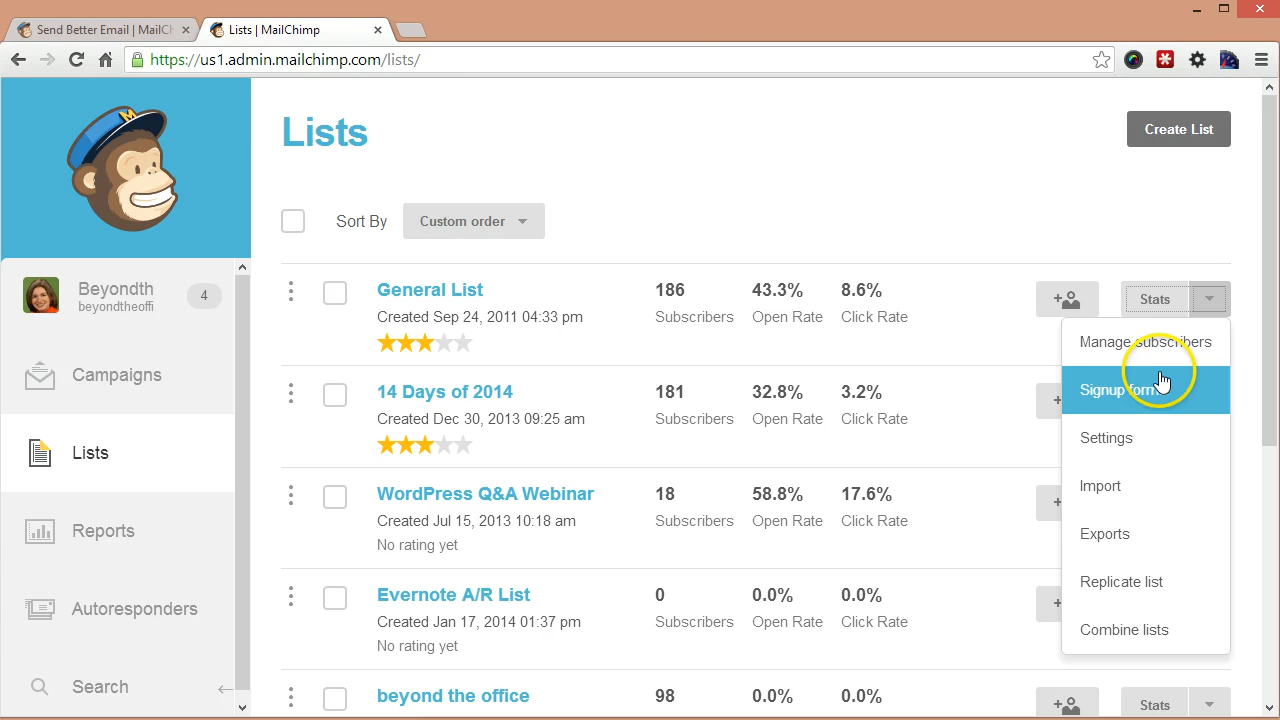 Send Better Email | MailCh
Lists | MailChimp
https://us1.admin.mailchimp.com/lists/
Lists
Create List
Sort By
Custom order
Beyondth
beyondtheoffi
4
Campaigns
Lists
Reports
Autoresponders
Search
General List
186
43.3%
8.6%
Created Sep 24, 2011 04:33 pm
Subscribers
Open Rate
Click Rate
Stats
Manage subscribers
Signup forms
Settings
Import
Exports
Replicate list
Combine lists
14 Days of 2014
181
32.8%
3.2%
Created Dec 30, 2013 09:25 am
Subscribers
Open Rate
Click Rate
WordPress Q&A Webinar
18
58.8%
17.6%
Created Jul 15, 2013 10:18 am
Subscribers
Open Rate
Click Rate
No rating yet
Evernote A/R List
0
0.0%
0.0%
Created Jan 17, 2014 01:37 pm
Subscribers
Open Rate
Click Rate
No rating yet
beyond the office
98
0.0%
0.0%
Stats